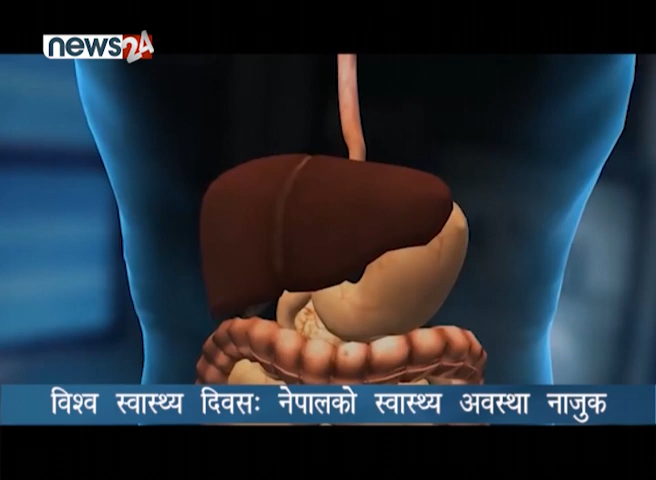 news24
विश्व स्वास्थ्य दिवसः नेपालको स्वास्थ्य अवस्था नाजुक